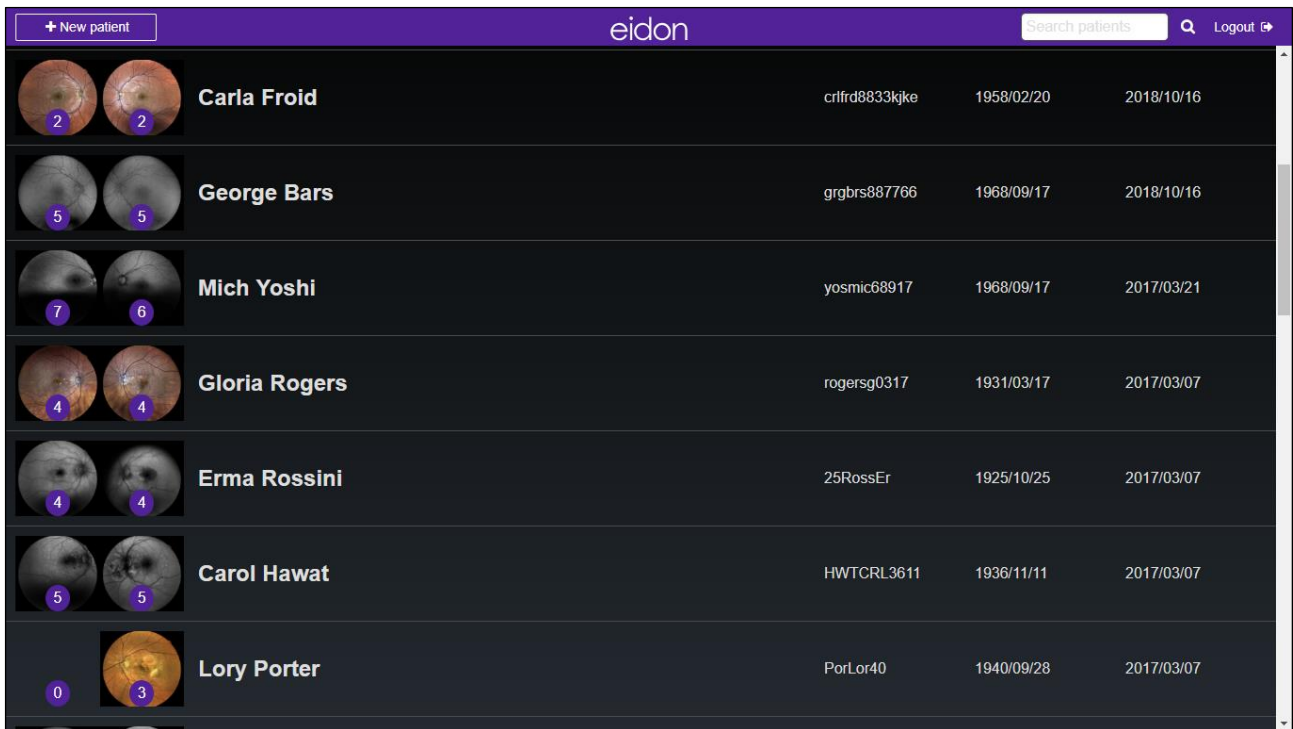 + New patient eidon Search patients Logout
2 2 Carla Froid crlfrd8833kjke 1958/02/20 2018/10/16
5 5 George Bars grgbrs887766 1968/09/17 2018/10/16
7 6 Mich Yoshi yosmic68917 1968/09/17 2017/03/21
4 4 Gloria Rogers rogersg0317 1931/03/17 2017/03/07
4 4 Erma Rossini 25RossEr 1925/10/25 2017/03/07
5 5 Carol Hawat HWTCRL3611 1936/11/11 2017/03/07
0 3 Lory Porter PorLor40 1940/09/28 2017/03/07